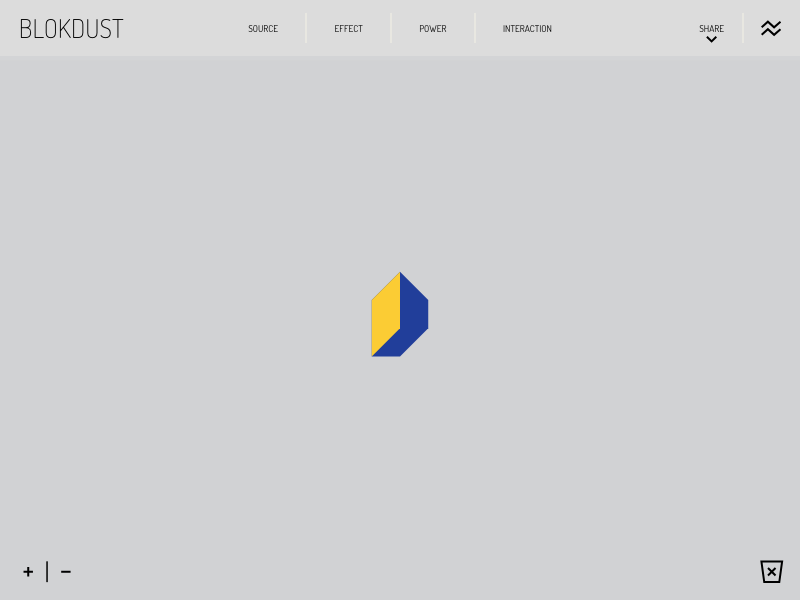 BLOKDUST
SOURCE
EFFECT
POWER
INTERACTION
SHARE